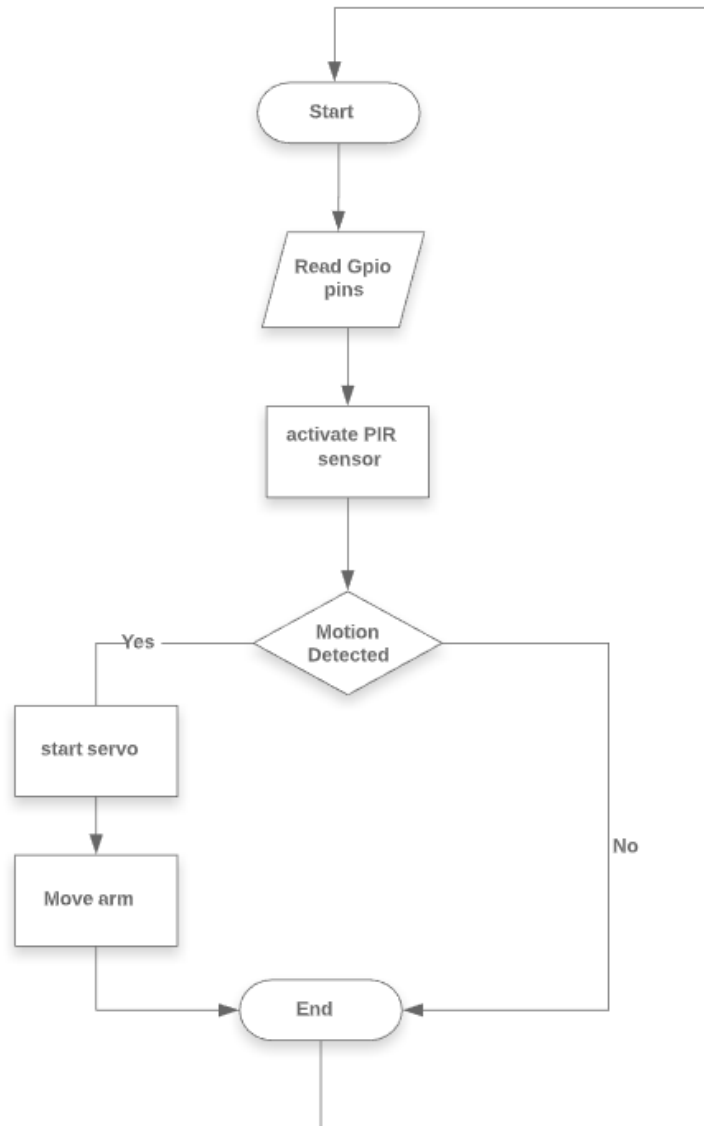 Start
Read Gpio
pins
activate PIR
sensor
Motion
Detected
Yes
start servo
No
Move arm
End